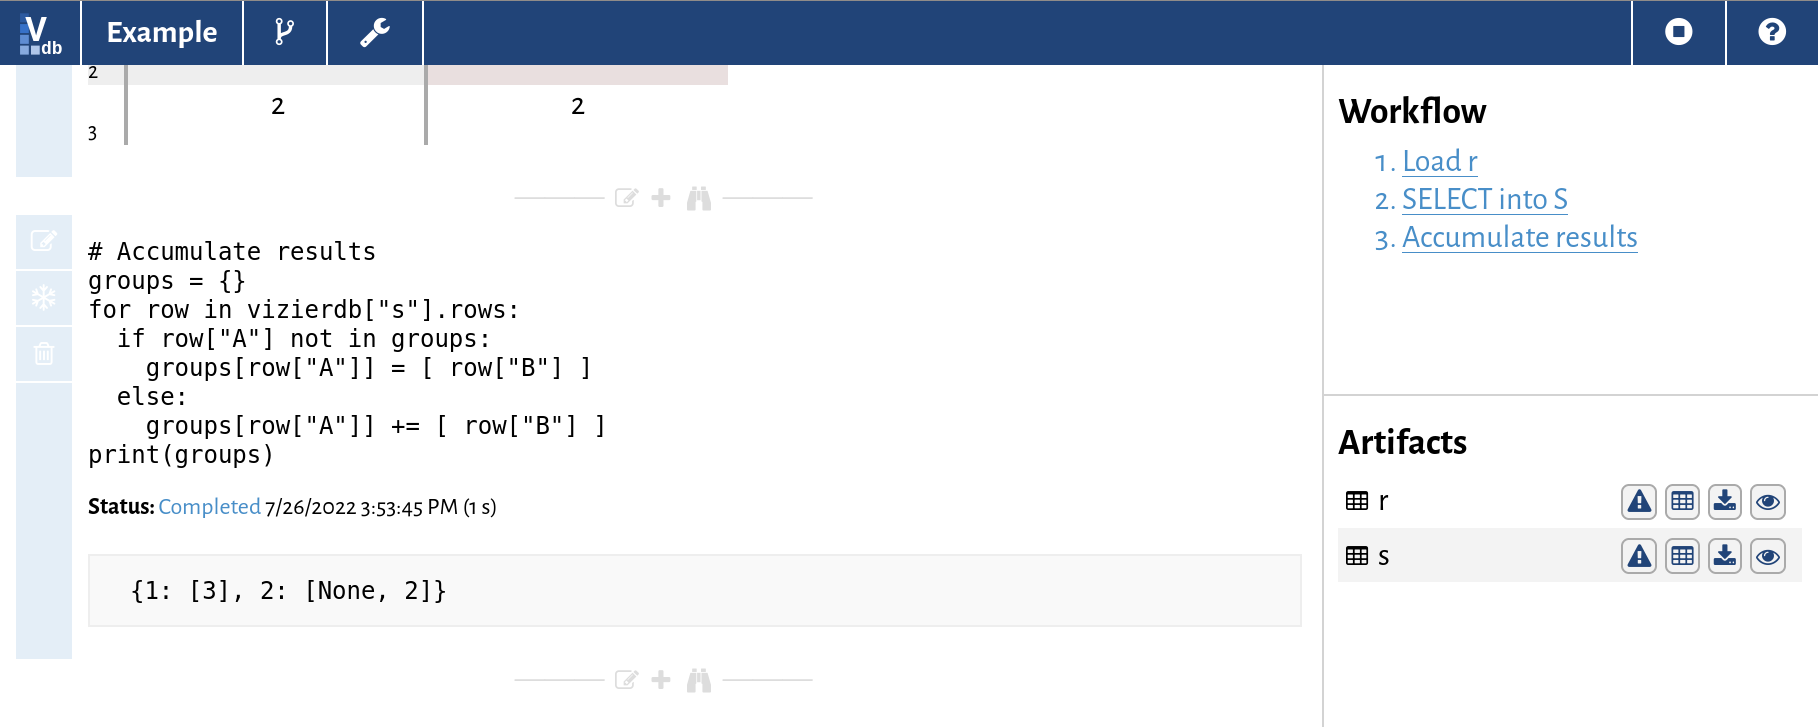 V db
Example
2
2 2
3
# Accumulate results
groups = {}
for row in vizierdb["s"].rows:
  if row["A"] not in groups:
    groups[row["A"]] = [ row["B"] ]
  else:
    groups[row["A"]] += [ row["B"] ]
print(groups)
Status: Completed 7/26/2022 3:53:45 PM (1 s)
{1: [3], 2: [None, 2]}
Workflow
1. Load r
2. SELECT into S
3. Accumulate results
Artifacts
r
s